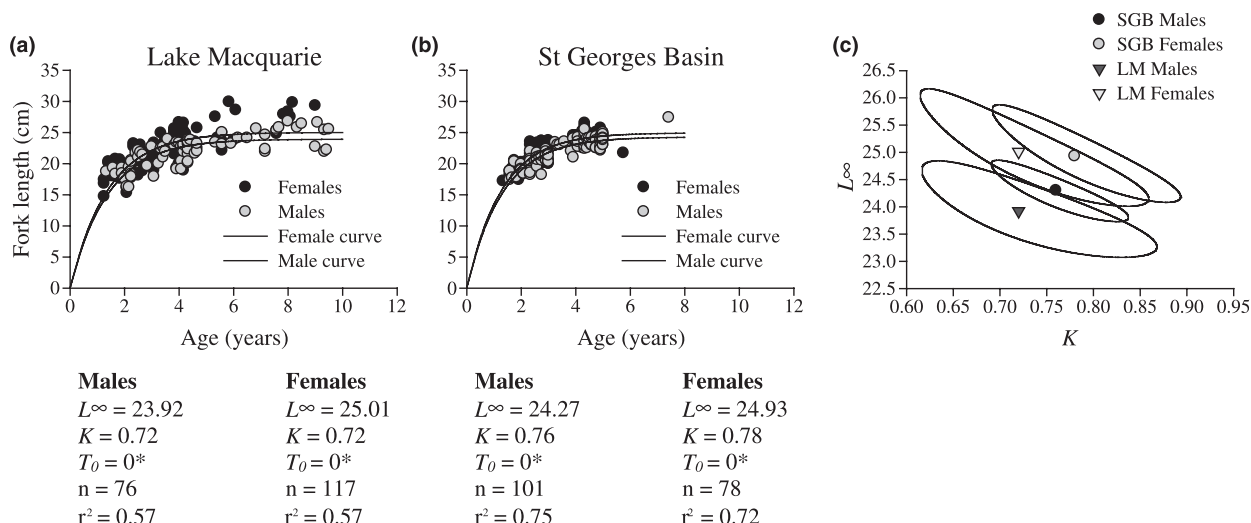 (a) Lake Macquarie
35
30
25
20
15
10
5
0
Fork length (cm)
Females
Males
Female curve
Male curve
0 2 4 6 8 10 12
Age (years)
Males Females
L∞ = 23.92 L∞ = 25.01
K = 0.72 K = 0.72
T0 = 0* T0 = 0*
n = 76 n = 117
r² = 0.57 r² = 0.57
(b) St Georges Basin
35
30
25
20
15
10
5
0
Females
Males
Female curve
Male curve
0 2 4 6 8 10 12
Age (years)
Males Females
L∞ = 24.27 L∞ = 24.93
K = 0.76 K = 0.78
T0 = 0* T0 = 0*
n = 101 n = 78
r² = 0.75 r² = 0.72
(c)
SGB Males
SGB Females
LM Males
LM Females
26.5
26.0
25.5
25.0
24.5
24.0
23.5
23.0
22.5
L∞
0.60 0.65 0.70 0.75 0.80 0.85 0.90 0.95
K